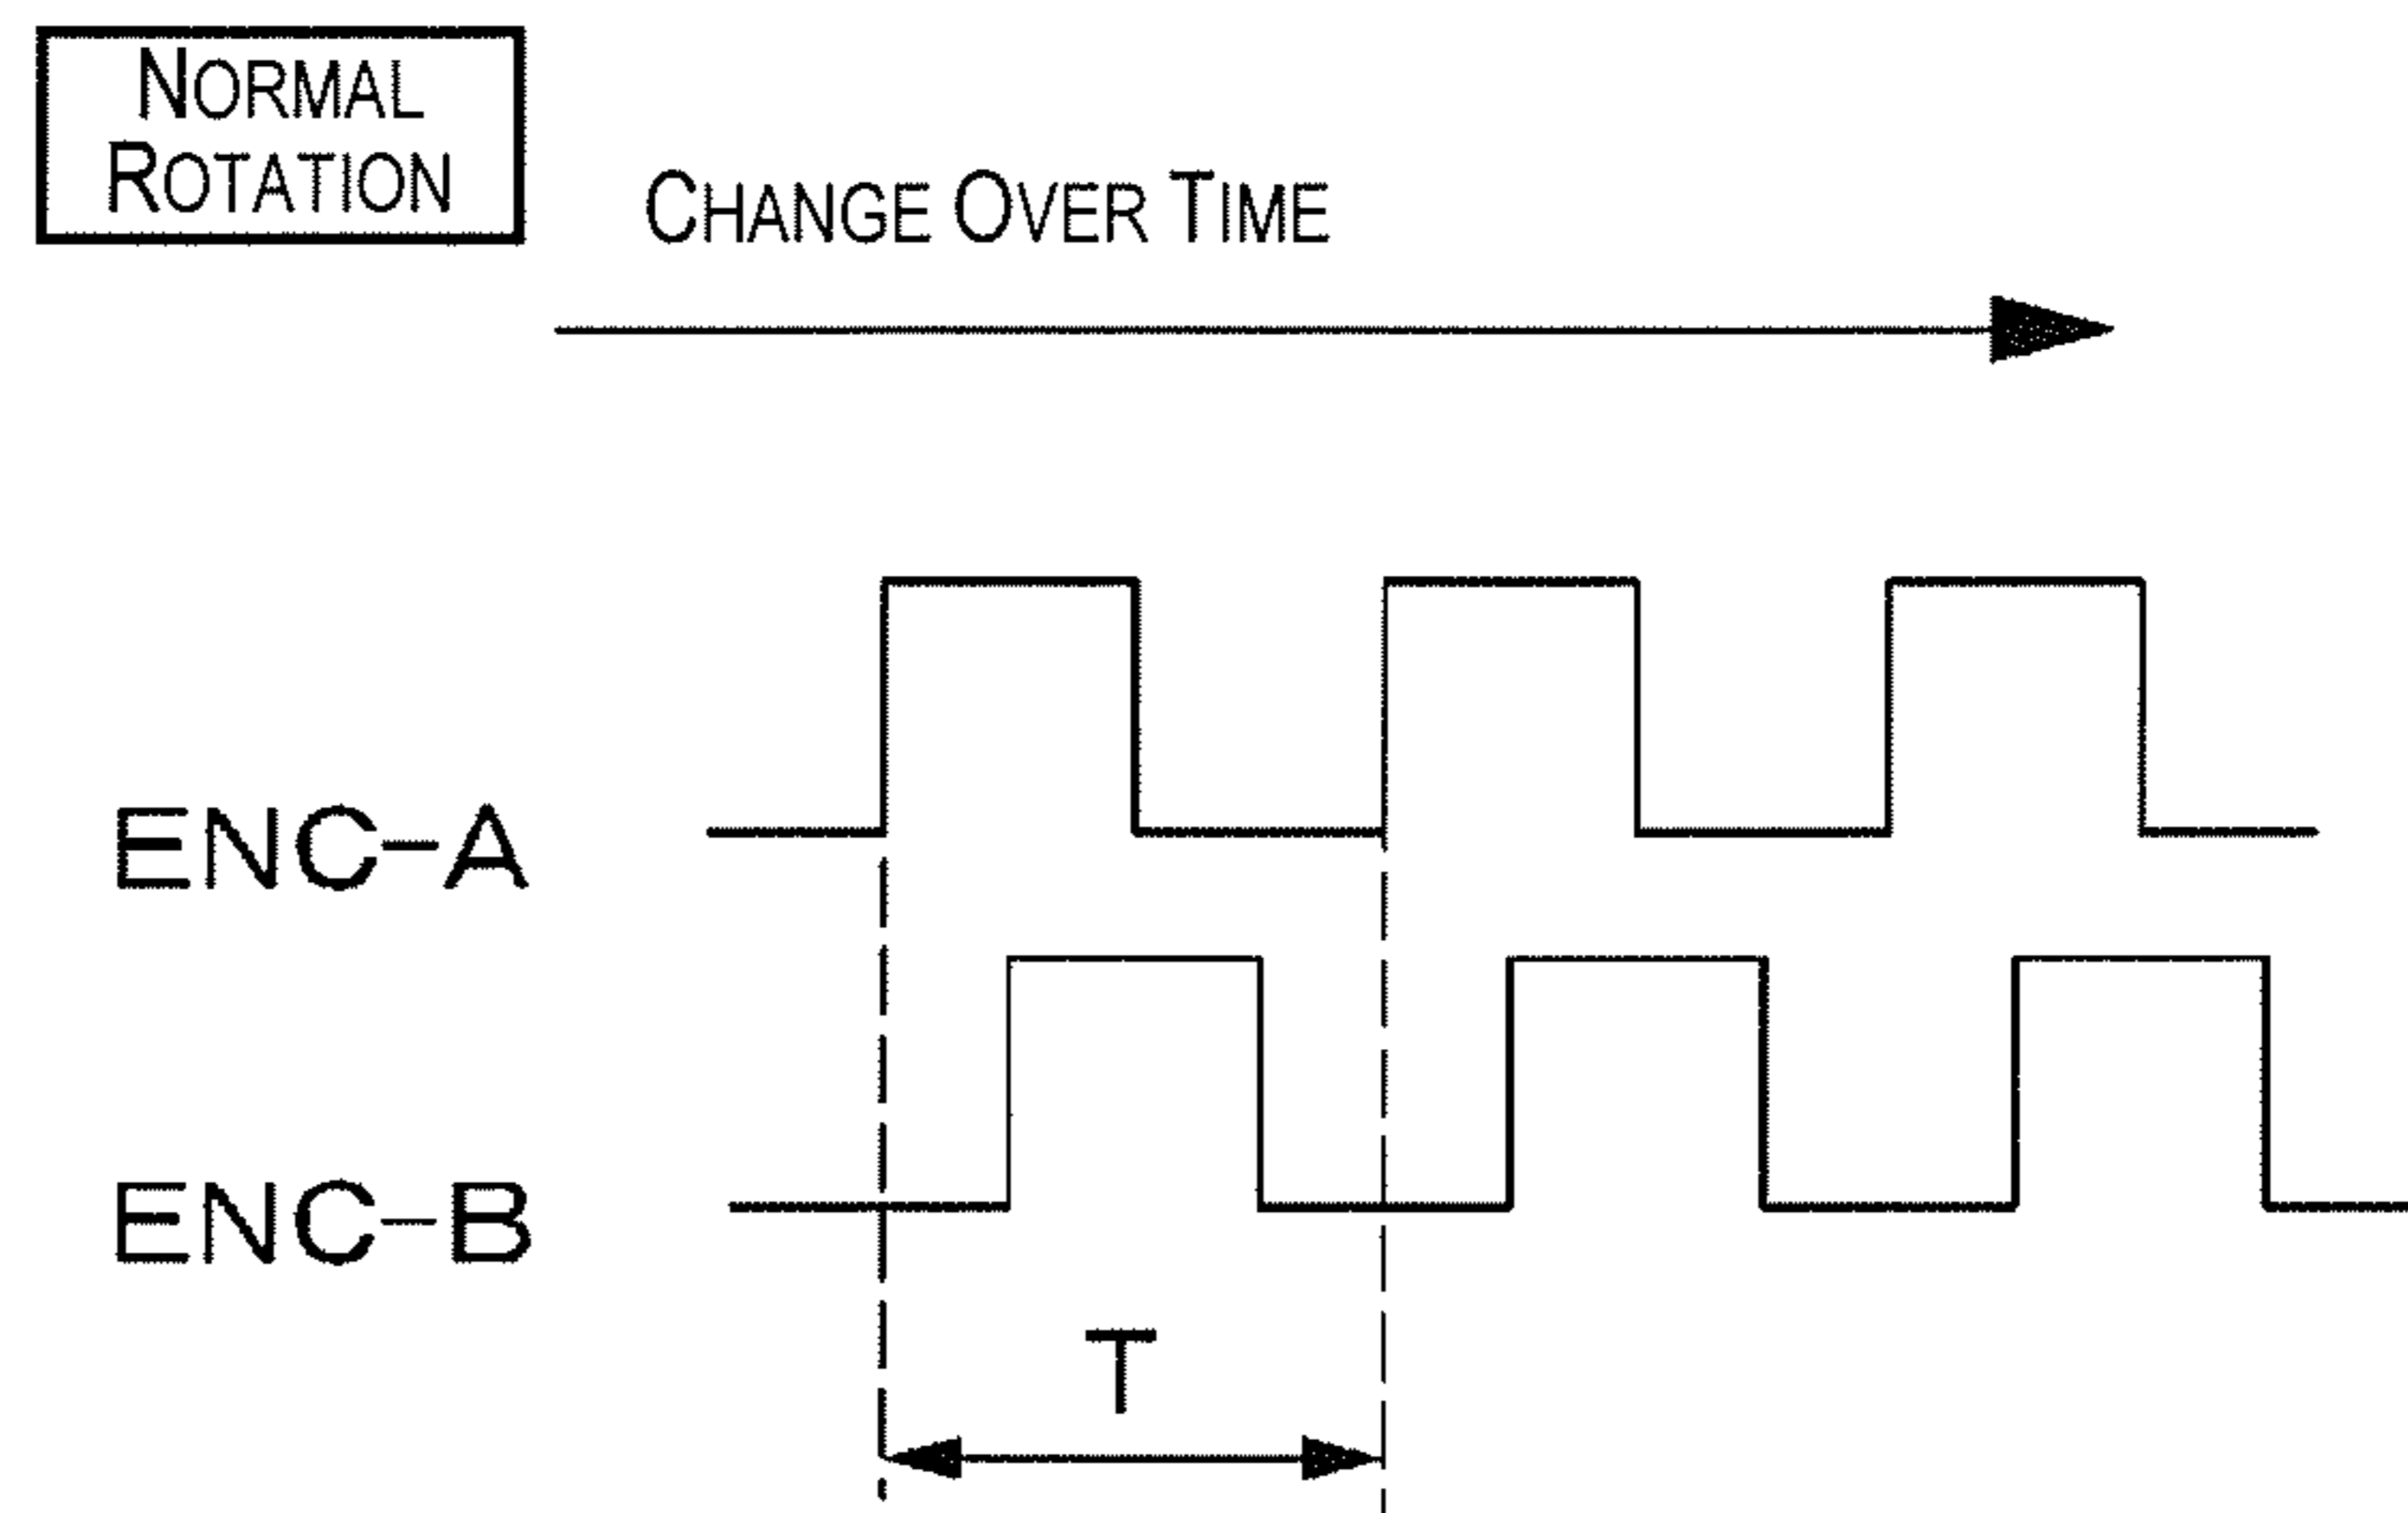 NORMAL
ROTATION
CHANGE OVER TIME
ENC-A
ENC-B
T